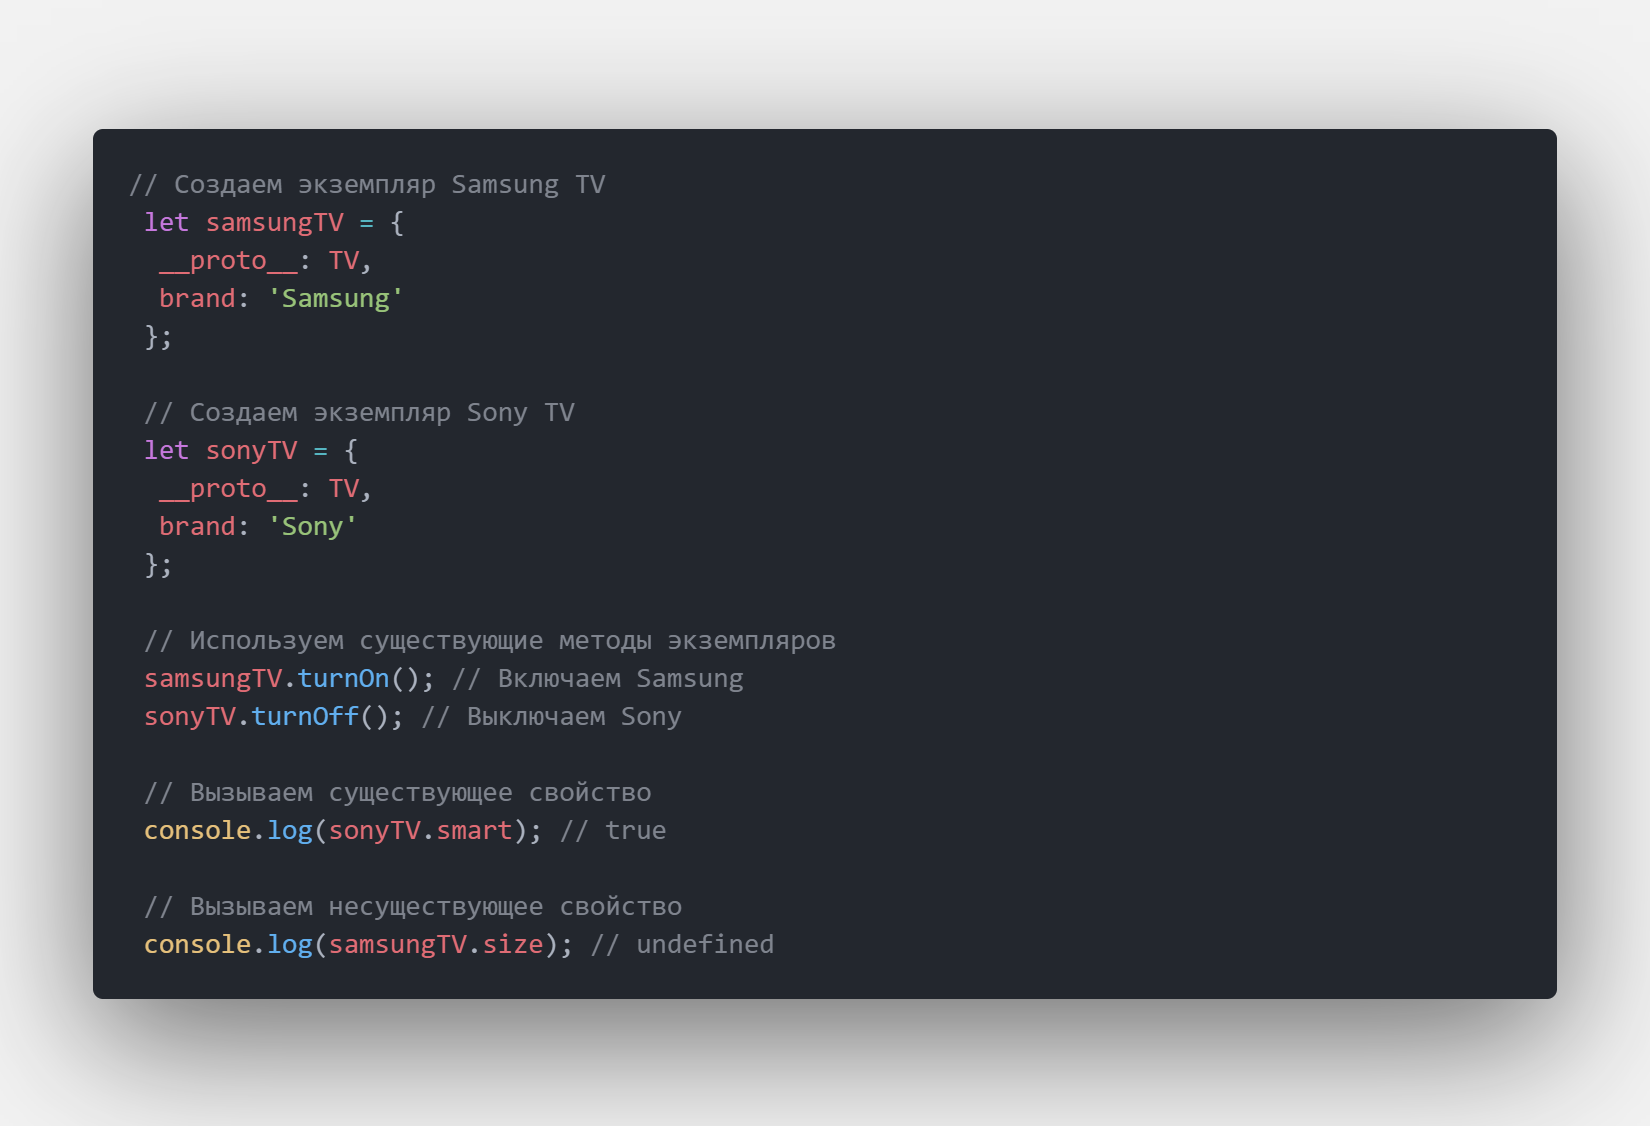 // Создаем экземпляр Samsung TV
let samsungTV = {
__proto__: TV,
brand: 'Samsung'
};
// Создаем экземпляр Sony TV
let sonyTV = {
__proto__: TV,
brand: 'Sony'
};
// Используем существующие методы экземпляров
samsungTV.turnOn(); // Включаем Samsung
sonyTV.turnOff(); // Выключаем Sony
// Вызываем существующее свойство
console.log(sonyTV.smart); // true
// Вызываем несуществующее свойство
console.log(samsungTV.size); // undefined